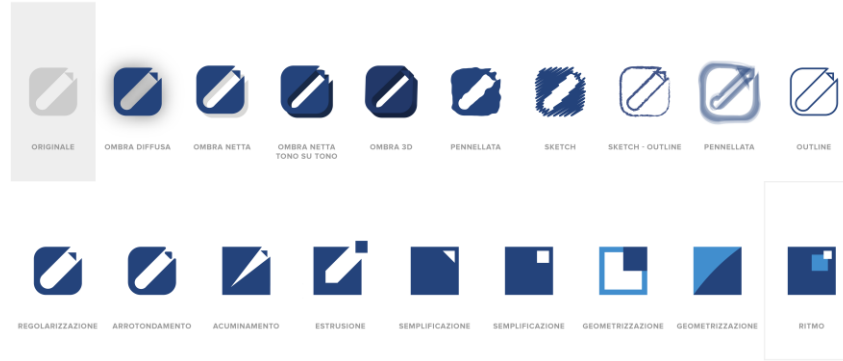 ORIGINALE
OMBRA DIFFUSA
OMBRA NETTA
OMBRA NETTA
TONO SU TONO
OMBRA 3D
PENNELLATA
SKETCH
SKETCH - OUTLINE
PENNELLATA
OUTLINE
REGOLARIZZAZIONE
ARROTONDAMENTO
ACUMINAMENTO
ESTRUSIONE
SEMPLIFICAZIONE
SEMPLIFICAZIONE
GEOMETRIZZAZIONE
GEOMETRIZZAZIONE
RITMO